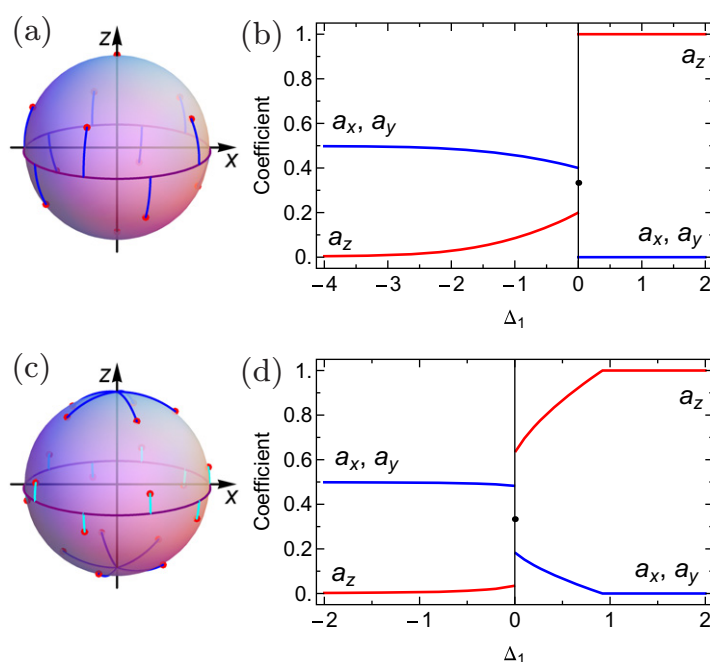 (a)
z
x
(b)
1.0
0.8
0.6
0.4
0.2
0.
Coefficient
a_x, a_y
a_z
a_z
a_x, a_y
−4 −3 −2 −1 0 1 2
Δ_1
(c)
z
x
(d)
1.0
0.8
0.6
0.4
0.2
0.
Coefficient
a_x, a_y
a_z
a_z
a_x, a_y
−2 −1 0 1 2
Δ_1